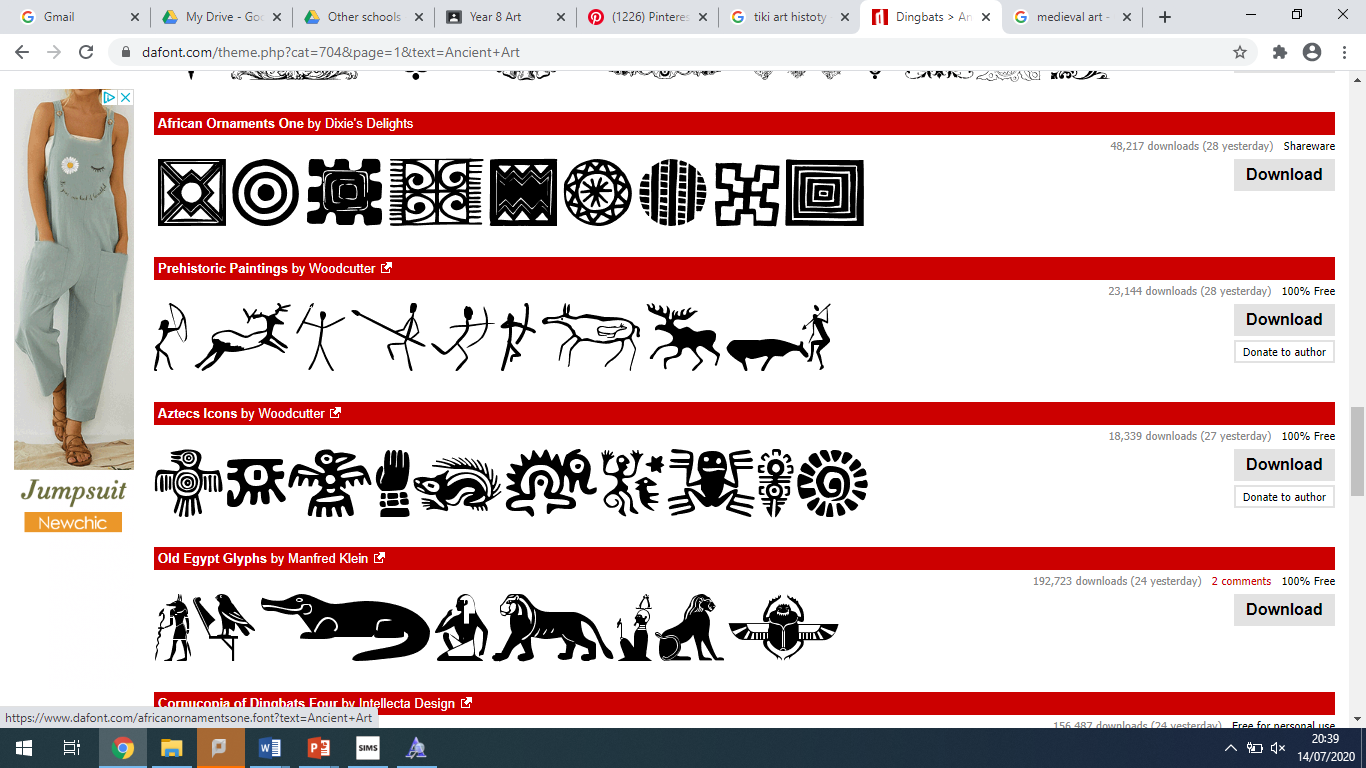 Gmail
My Drive - Goo
Other schools
Year 8 Art
(1226) Pinteres
tiki art histoty
Dingbats > An
medieval art -
dafont.com/theme.php?cat=704&page=1&text=Ancient+Art
African Ornaments One by Dixie's Delights
48,217 downloads (28 yesterday) Shareware
Download
Prehistoric Paintings by Woodcutter
23,144 downloads (28 yesterday) 100% Free
Download
Donate to author
Aztecs Icons by Woodcutter
18,339 downloads (27 yesterday) 100% Free
Download
Donate to author
Jumpsuit
Newchic
Old Egypt Glyphs by Manfred Klein
192,723 downloads (24 yesterday) 2 comments 100% Free
Download
Cornucopia of Dingbats Four by Intellecta Design
156,487 downloads (24 yesterday) Free for personal use
https://www.dafont.com/africanornamentsone.font?text=Ancient+Art
SIMS
20:39
14/07/2020